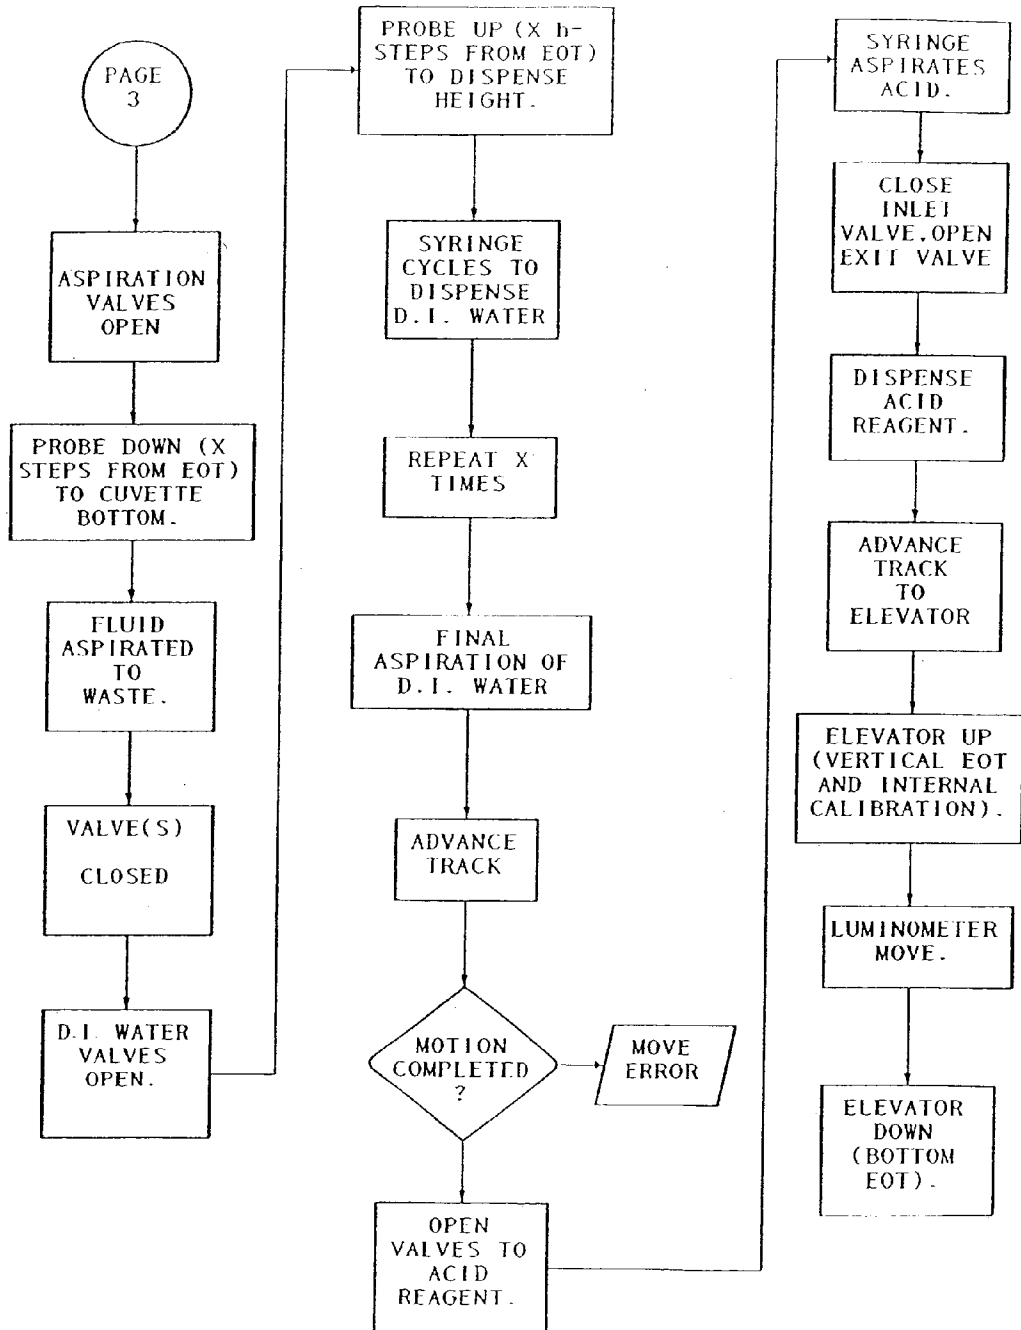 PAGE
3
ASPIRATION
VALVES
OPEN
PROBE DOWN (X
STEPS FROM EOT)
TO CUVETTE
BOTTOM.
FLUID
ASPIRATED
TO
WASTE.
VALVE(S)
CLOSED
D.I. WATER
VALVES
OPEN.
PROBE UP (X h-
STEPS FROM EOT)
TO DISPENSE
HEIGHT.
SYRINGE
CYCLES TO
DISPENSE
D.I. WATER
REPEAT X
TIMES
FINAL
ASPIRATION OF
D.I. WATER
ADVANCE
TRACK
MOTION
COMPLETED
?
MOVE
ERROR
OPEN
VALVES TO
ACID
REAGENT.
SYRINGE
ASPIRATES
ACID.
CLOSE
INLET
VALVE,OPEN
EXIT VALVE
DISPENSE
ACID
REAGENT.
ADVANCE
TRACK
TO
ELEVATOR
ELEVATOR UP
(VERTICAL EOT
AND INTERNAL
CALIBRATION).
LUMINOMETER
MOVE.
ELEVATOR
DOWN
(BOTTOM
EOT).